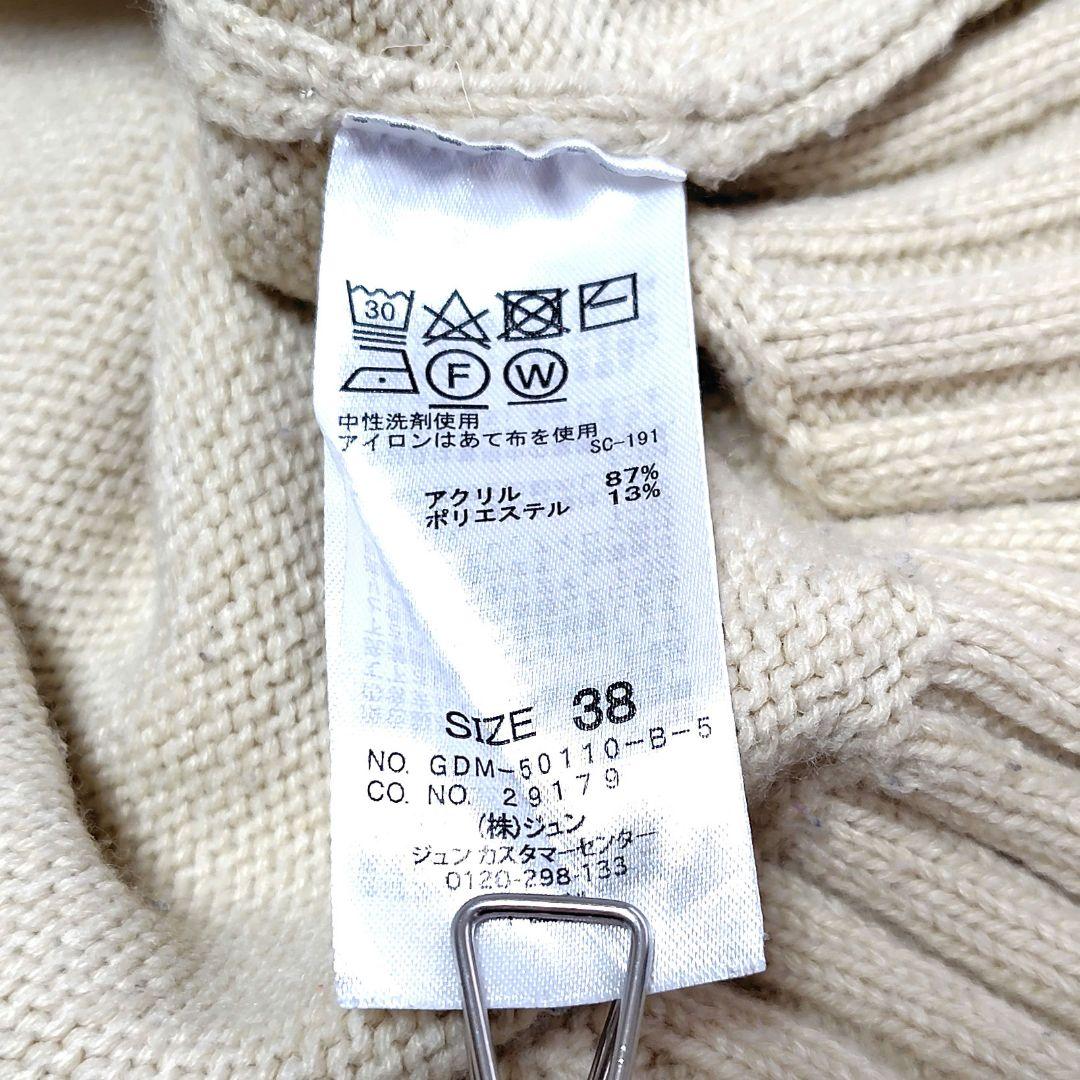 30
F W
中性洗剤使用
アイロンはあて布を使用
SC-191
アクリル 87%
ポリエステル 13%
SIZE 38
NO. GDM-50110-B-5
CO. NO. 29179
(株)ジュン
ジュン カスタマーセンター
0120-298-133